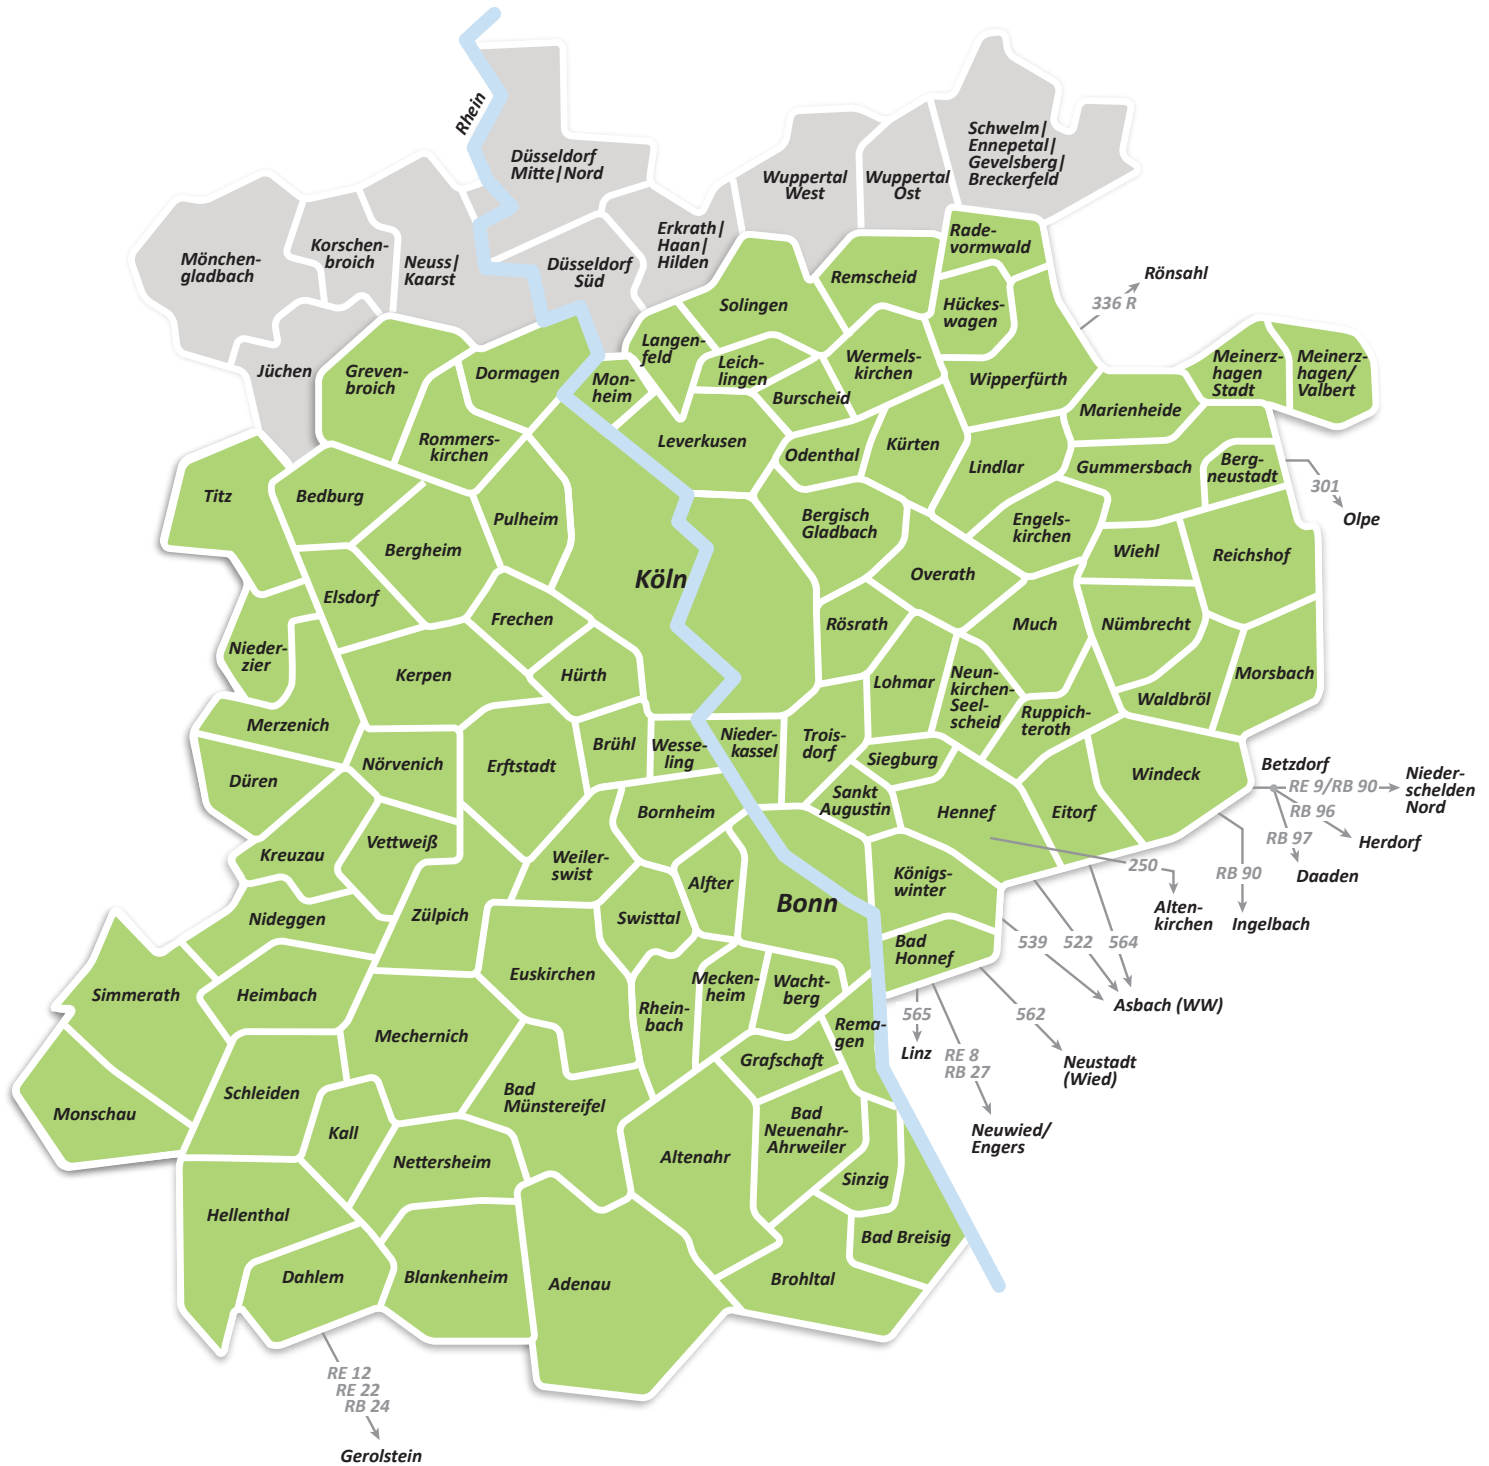 Rhein
Düsseldorf
Mitte|Nord
Schwelm|
Ennepetal|
Gevelsberg|
Breckerfeld
Wuppertal
West
Wuppertal
Ost
Mönchen-
gladbach
Korschen-
broich
Neuss|
Kaarst
Düsseldorf
Süd
Erkrath|
Haan|
Hilden
Rade-
vormwald
Remscheid
Rönsahl
336 R
Solingen
Hückes-
wagen
Jüchen
Greven-
broich
Dormagen
Mon-
heim
Langen-
feld
Leich-
lingen
Wermels-
kirchen
Burscheid
Wipperfürth
Marienheide
Meinerz-
hagen
Stadt
Meinerz-
hagen/
Valbert
Rommers-
kirchen
Leverkusen
Odenthal
Kürten
Lindlar
Gummersbach
Berg-
neustadt
301
Olpe
Titz
Bedburg
Pulheim
Bergheim
Bergisch
Gladbach
Engels-
kirchen
Wiehl
Reichshof
Köln
Overath
Elsdorf
Frechen
Rösrath
Much
Nümbrecht
Nieder-
zier
Kerpen
Hürth
Lohmar
Neun-
kirchen-
Seel-
scheid
Morsbach
Waldbröl
Merzenich
Ruppich-
teroth
Brühl
Wesse-
ling
Nieder-
kassel
Trois-
dorf
Siegburg
Düren
Nörvenich
Erftstadt
Windeck
Betzdorf
RE 9/RB 90
Nieder-
schelden
Nord
RB 96
Herdorf
RB 97
Daaden
RB 90
Ingelbach
Sankt
Augustin
Hennef
Eitorf
Bornheim
Vettweiß
Kreuzau
Weiler-
swist
Alfter
Königs-
winter
250
Alten-
kirchen
Bonn
Nideggen
Zülpich
Swisttal
Bad
Honnef
539
522
564
Asbach (WW)
Simmerath
Heimbach
Euskirchen
Rhein-
bach
Mecken-
heim
Wacht-
berg
Rema-
gen
565
Linz
562
Neustadt
(Wied)
RE 8
RB 27
Neuwied/
Engers
Mechernich
Grafschaft
Schleiden
Bad
Münstereifel
Monschau
Kall
Bad
Neuenahr-
Ahrweiler
Nettersheim
Altenahr
Sinzig
Hellenthal
Bad Breisig
Dahlem
Blankenheim
Adenau
Brohltal
RE 12
RE 22
RB 24
Gerolstein